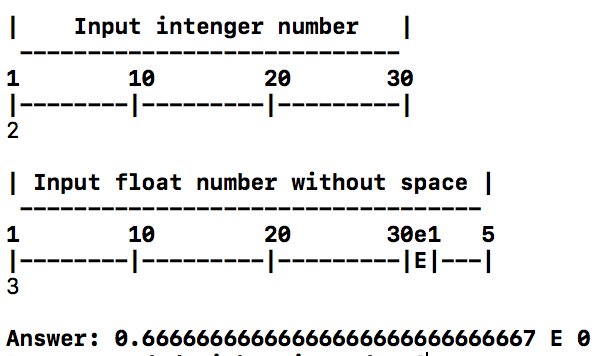 |    Input intenger number   |
 ----------------------------
1        10        20       30
|--------|---------|---------|
2
| Input float number without space |
 ----------------------------------
1        10        20       30e1   5
|--------|---------|---------|E|---|
3
Answer: 0.66666666666666666666666666667 E 0